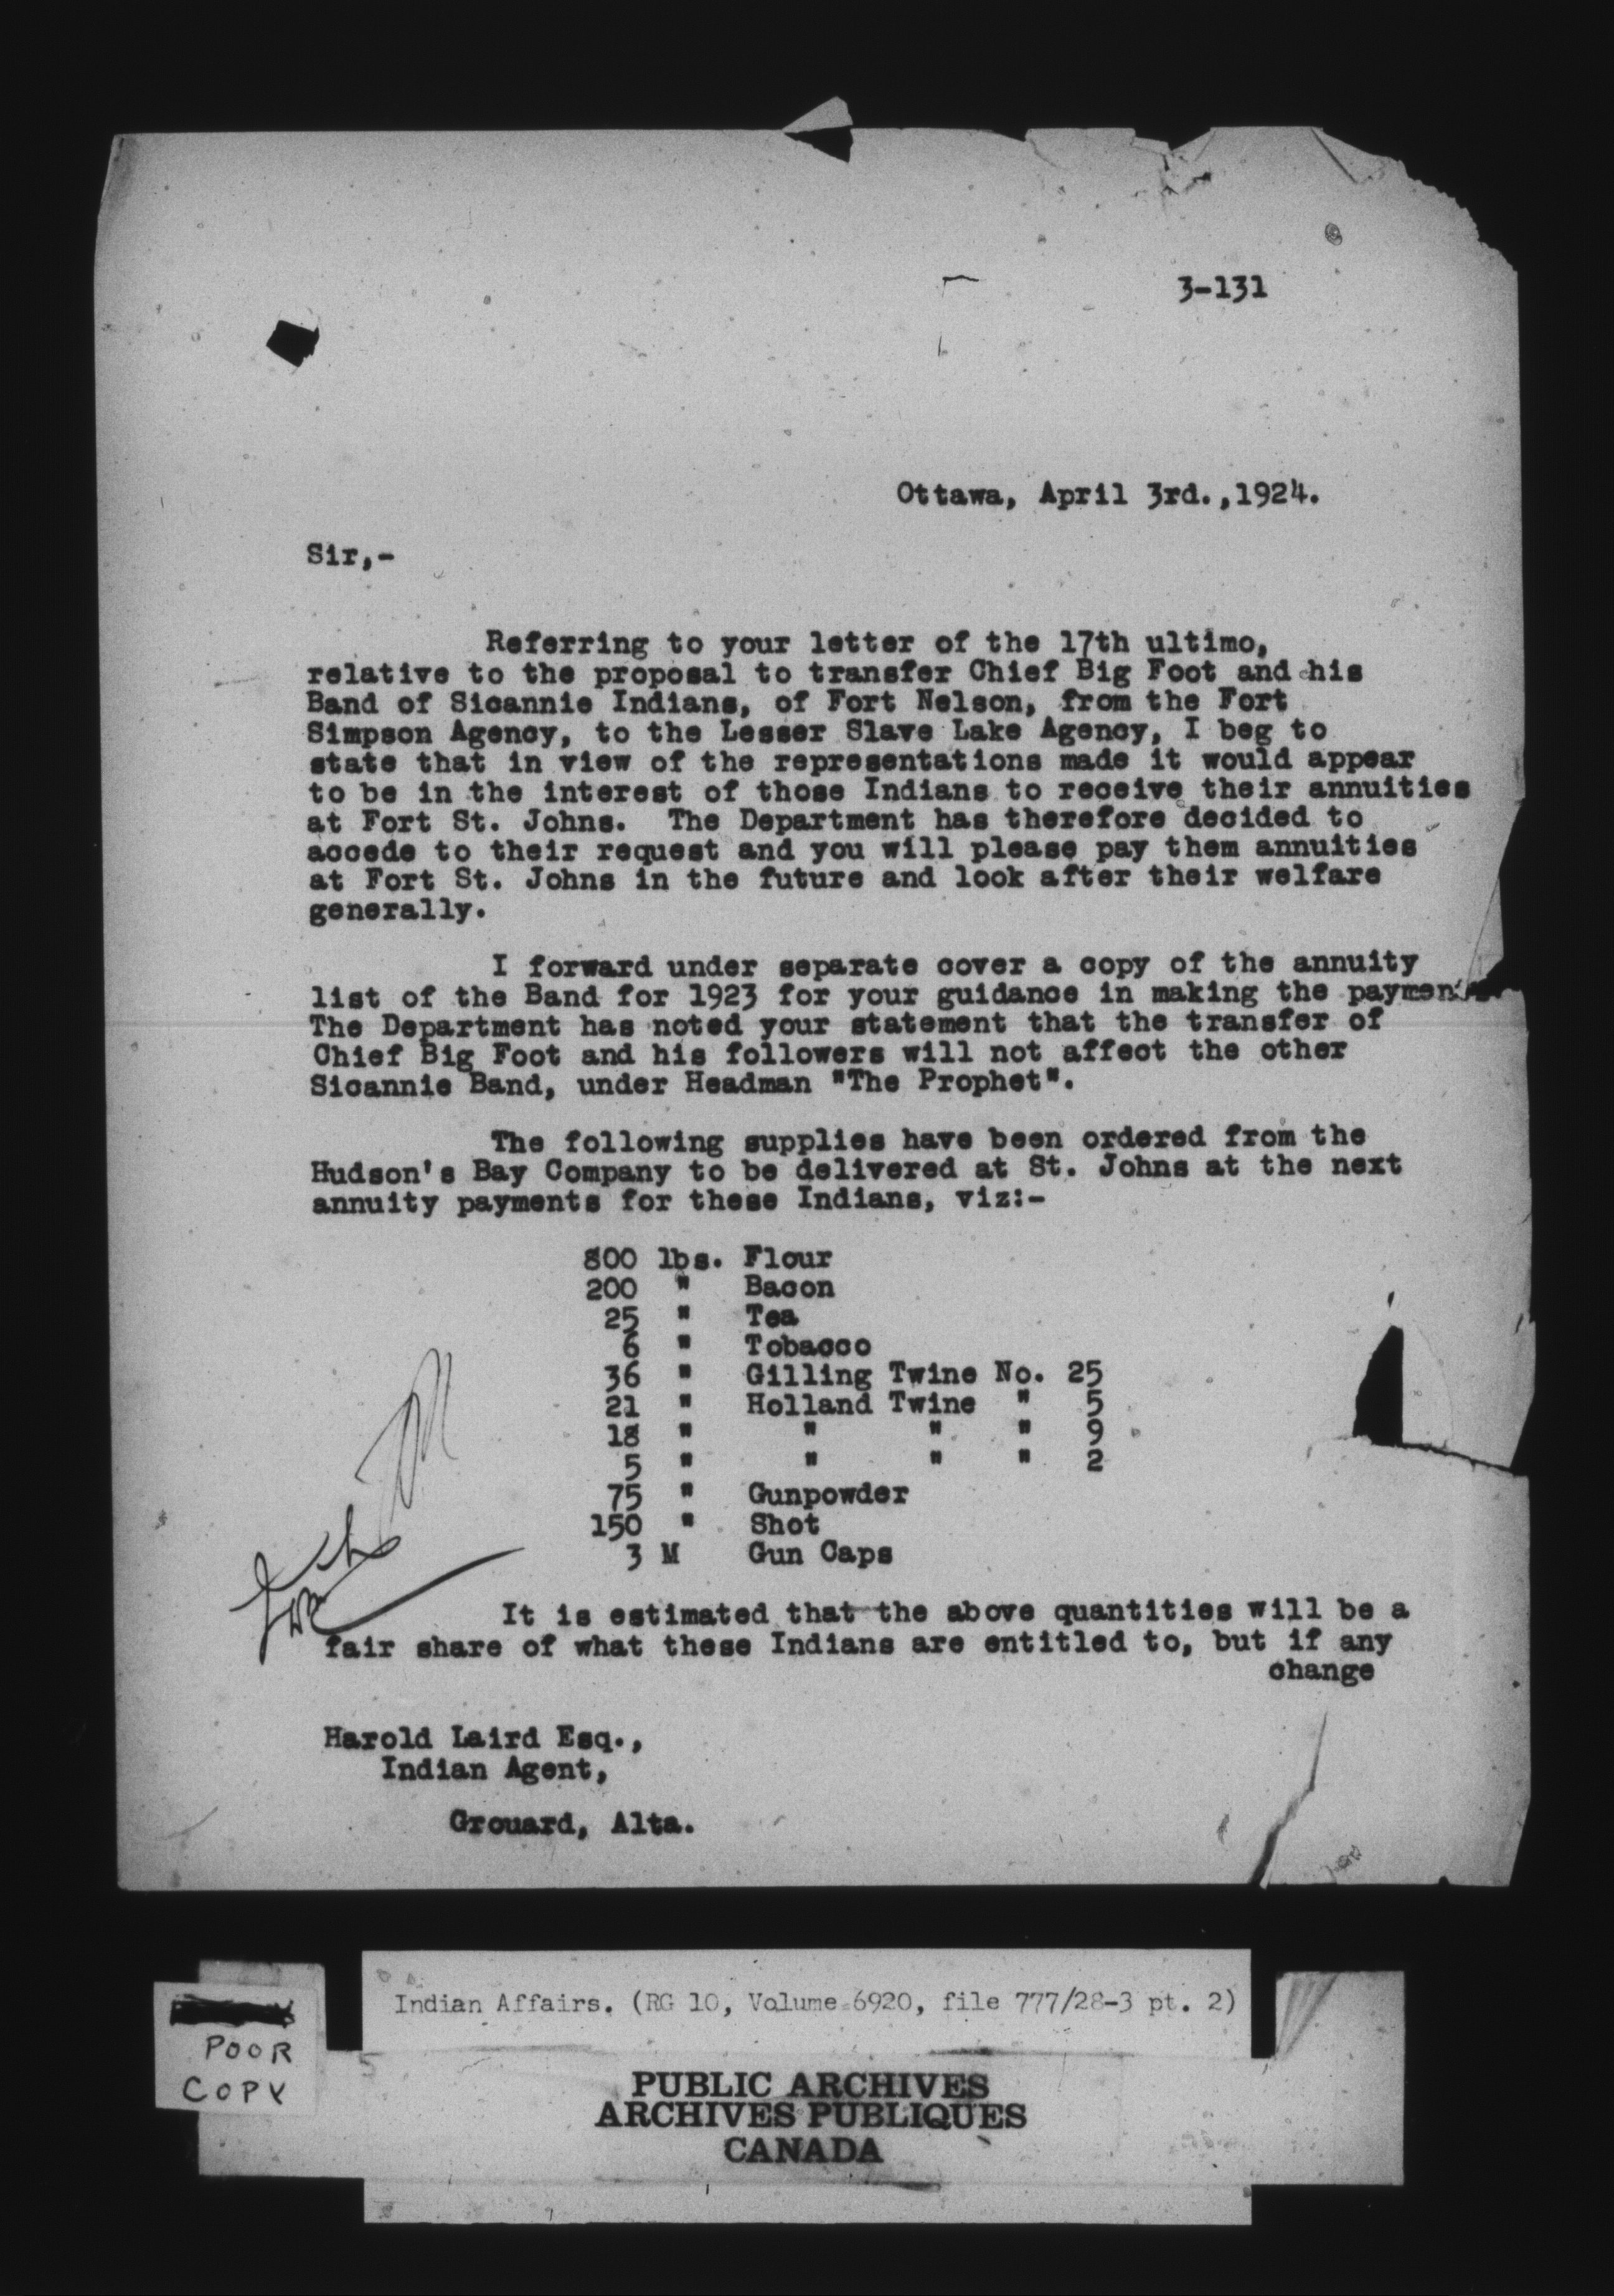 3-131
Ottawa, April 3rd.,1924.
Sir,-
Referring to your letter of the 17th ultimo,
relative to the proposal to transfer Chief Big Foot and his
Band of Sicannie Indians, of Fort Nelson, from the Fort
Simpson Agency, to the Lesser Slave Lake Agency, I beg to
state that in view of the representations made it would appear
to be in the interest of those Indians to receive their annuities
at Fort St. Johns. The Department has therefore decided to
accede to their request and you will please pay them annuities
at Fort St. Johns in the future and look after their welfare
generally.
I forward under separate cover a copy of the annuity
list of the Band for 1923 for your guidance in making the paymen
The Department has noted your statement that the transfer of
Chief Big Foot and his followers will not affect the other
Sicannie Band, under Headman "The Prophet".
The following supplies have been ordered from the
Hudson's Bay Company to be delivered at St. Johns at the next
annuity payments for these Indians, viz:-
800 lbs. Flour
200 " Bacon
25 " Tea
6 " Tobacco
36 " Gilling Twine No. 25
21 " Holland Twine " 5
18 " " " " 9
5 " " " " 2
75 " Gunpowder
150 " Shot
3 M Gun Caps
It is estimated that the above quantities will be a
fair share of what these Indians are entitled to, but if any
change
Harold Laird Esq.,
Indian Agent,
Grouard, Alta.
Indian Affairs. (RG 10, Volume 6920, file 777/28-3 pt. 2)
POOR
COPY
PUBLIC ARCHIVES
ARCHIVES PUBLIQUES
CANADA